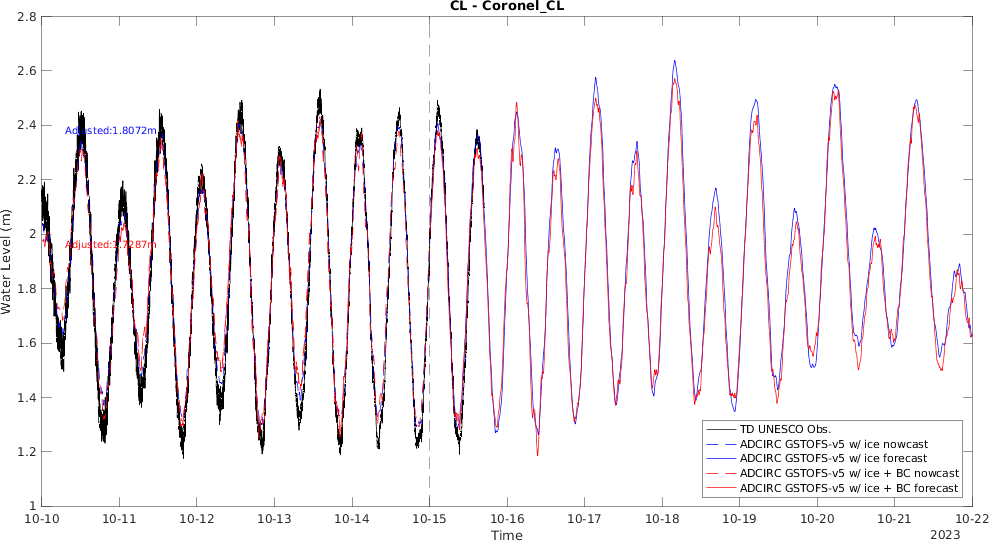 CL - Coronel_CL
2.8
2.6
2.4
2.2
2
1.8
1.6
1.4
1.2
1
Water Level (m)
Adjusted:1.8072m
Adjusted:1.7287m
TD UNESCO Obs.
ADCIRC GSTOFS-v5 w/ ice nowcast
ADCIRC GSTOFS-v5 w/ ice forecast
ADCIRC GSTOFS-v5 w/ ice + BC nowcast
ADCIRC GSTOFS-v5 w/ ice + BC forecast
10-10 10-11 10-12 10-13 10-14 10-15 10-16 10-17 10-18 10-19 10-20 10-21 10-22
Time
2023